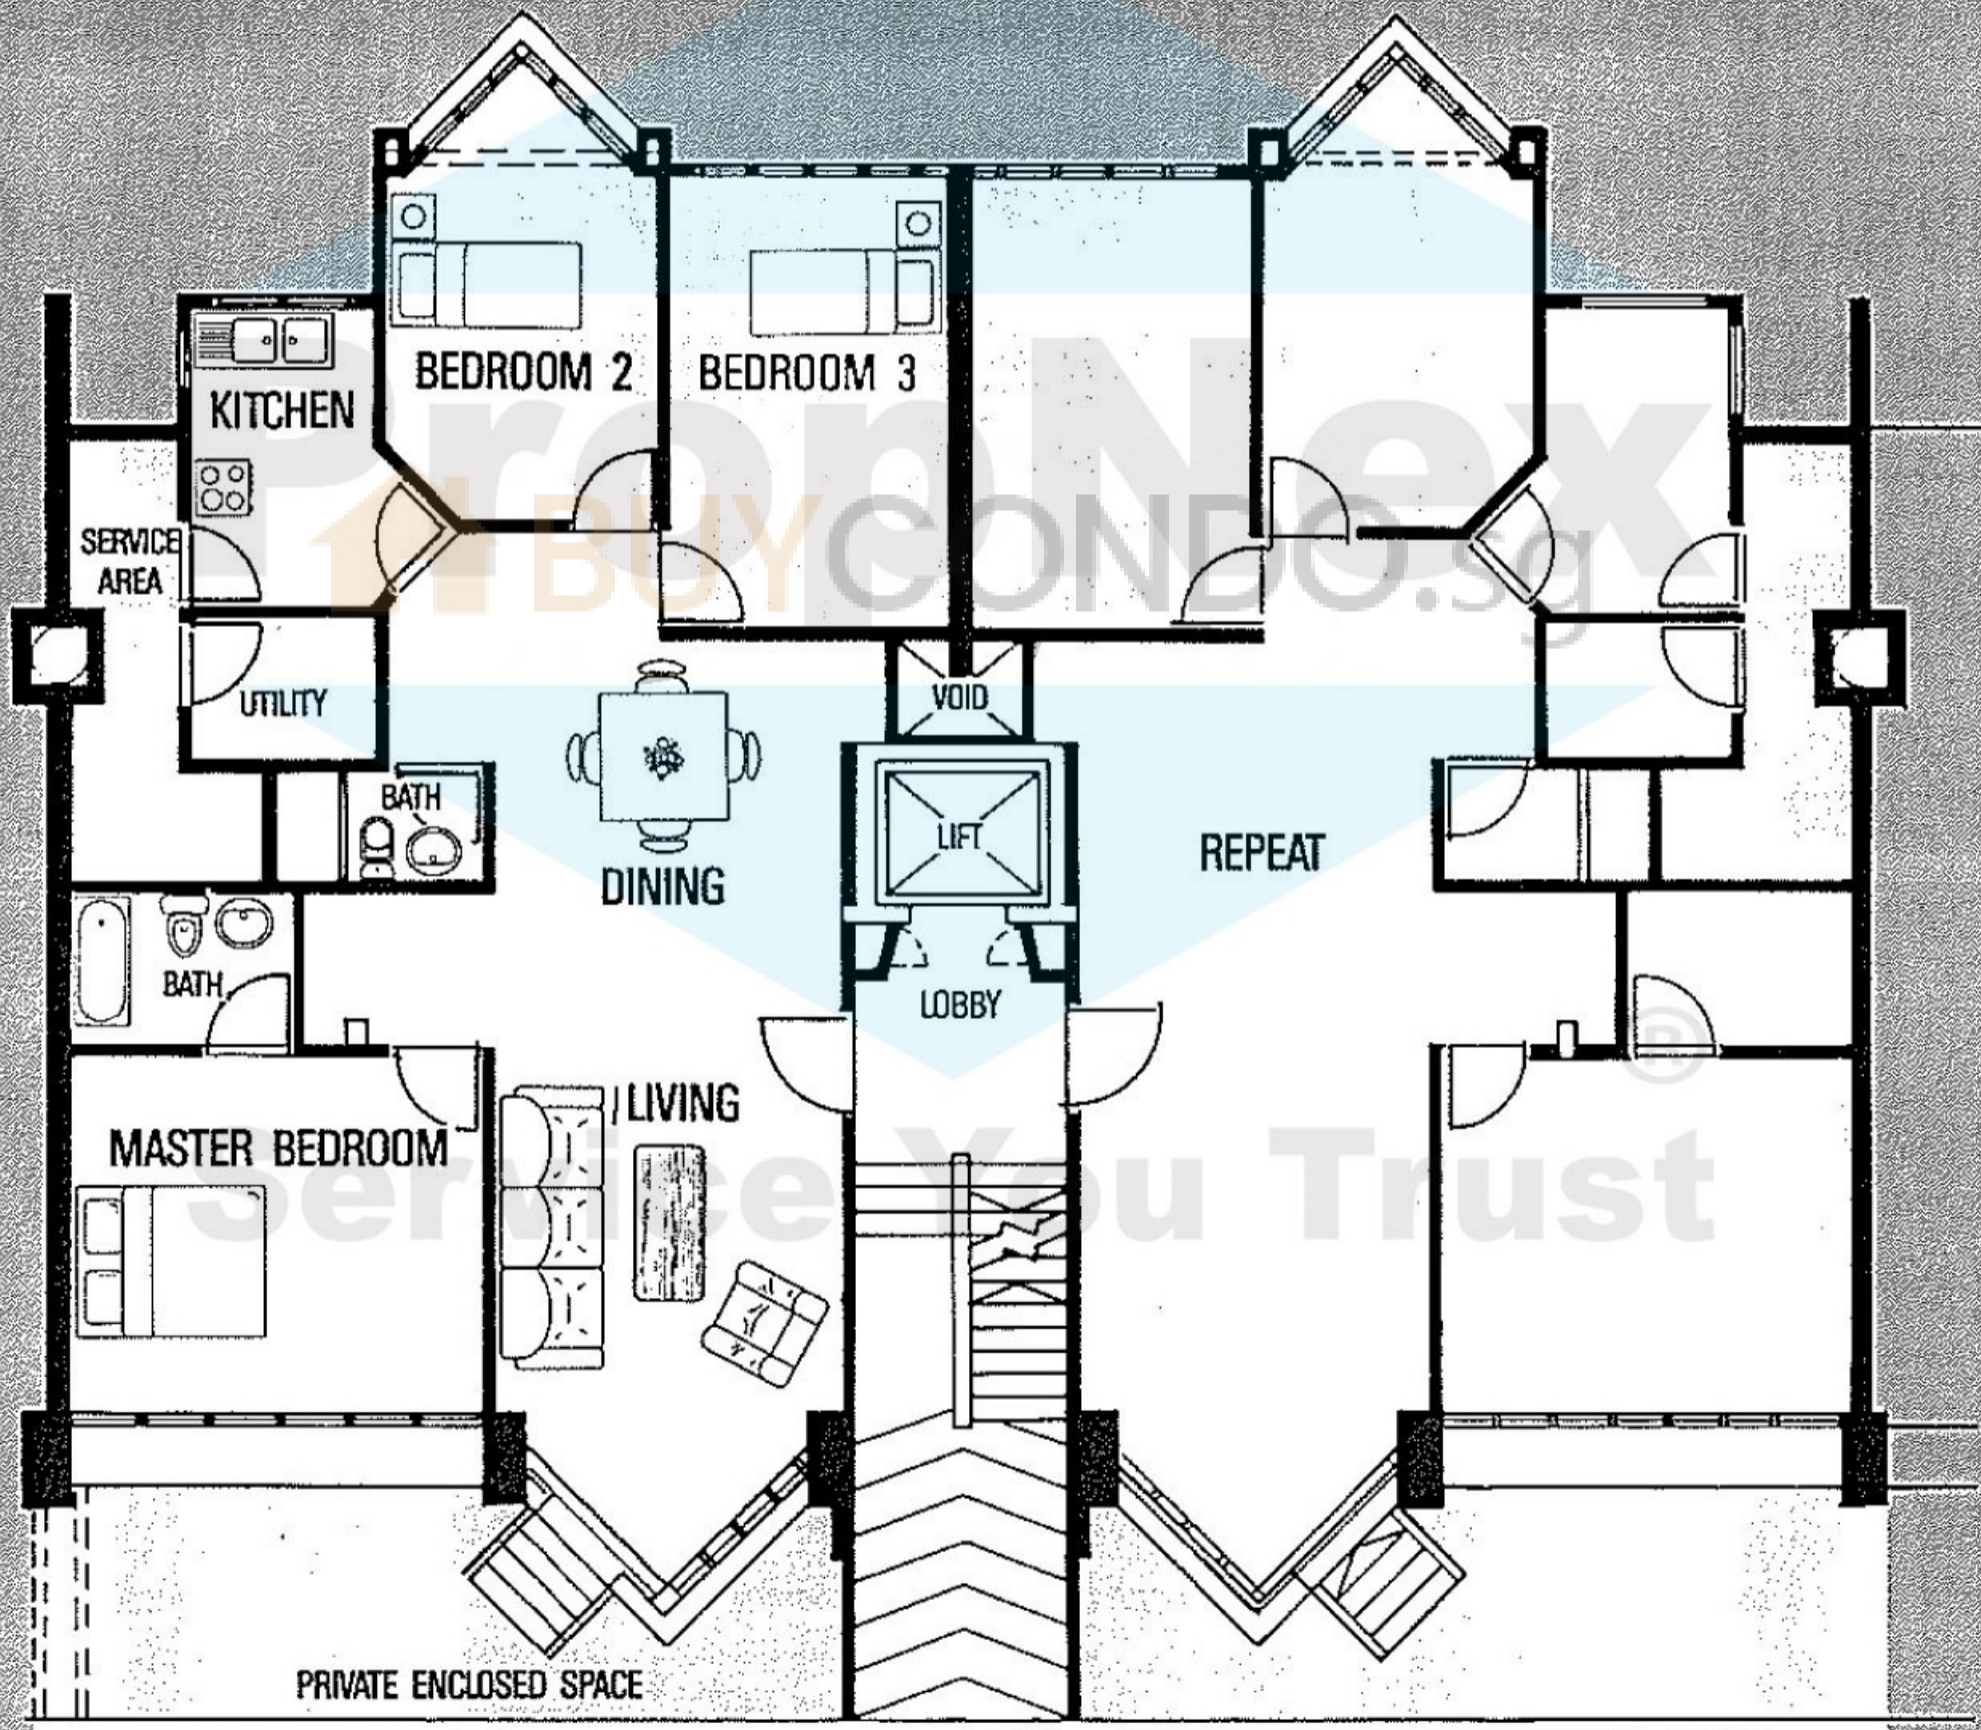 BEDROOM 2
BEDROOM 3
KITCHEN
PropNex
BUYCONDO.sg
SERVICE
AREA
UTILITY
VOID
BATH
LIFT
REPEAT
DINING
BATH
LOBBY
®
LIVING
MASTER BEDROOM
Service You Trust
PRIVATE ENCLOSED SPACE